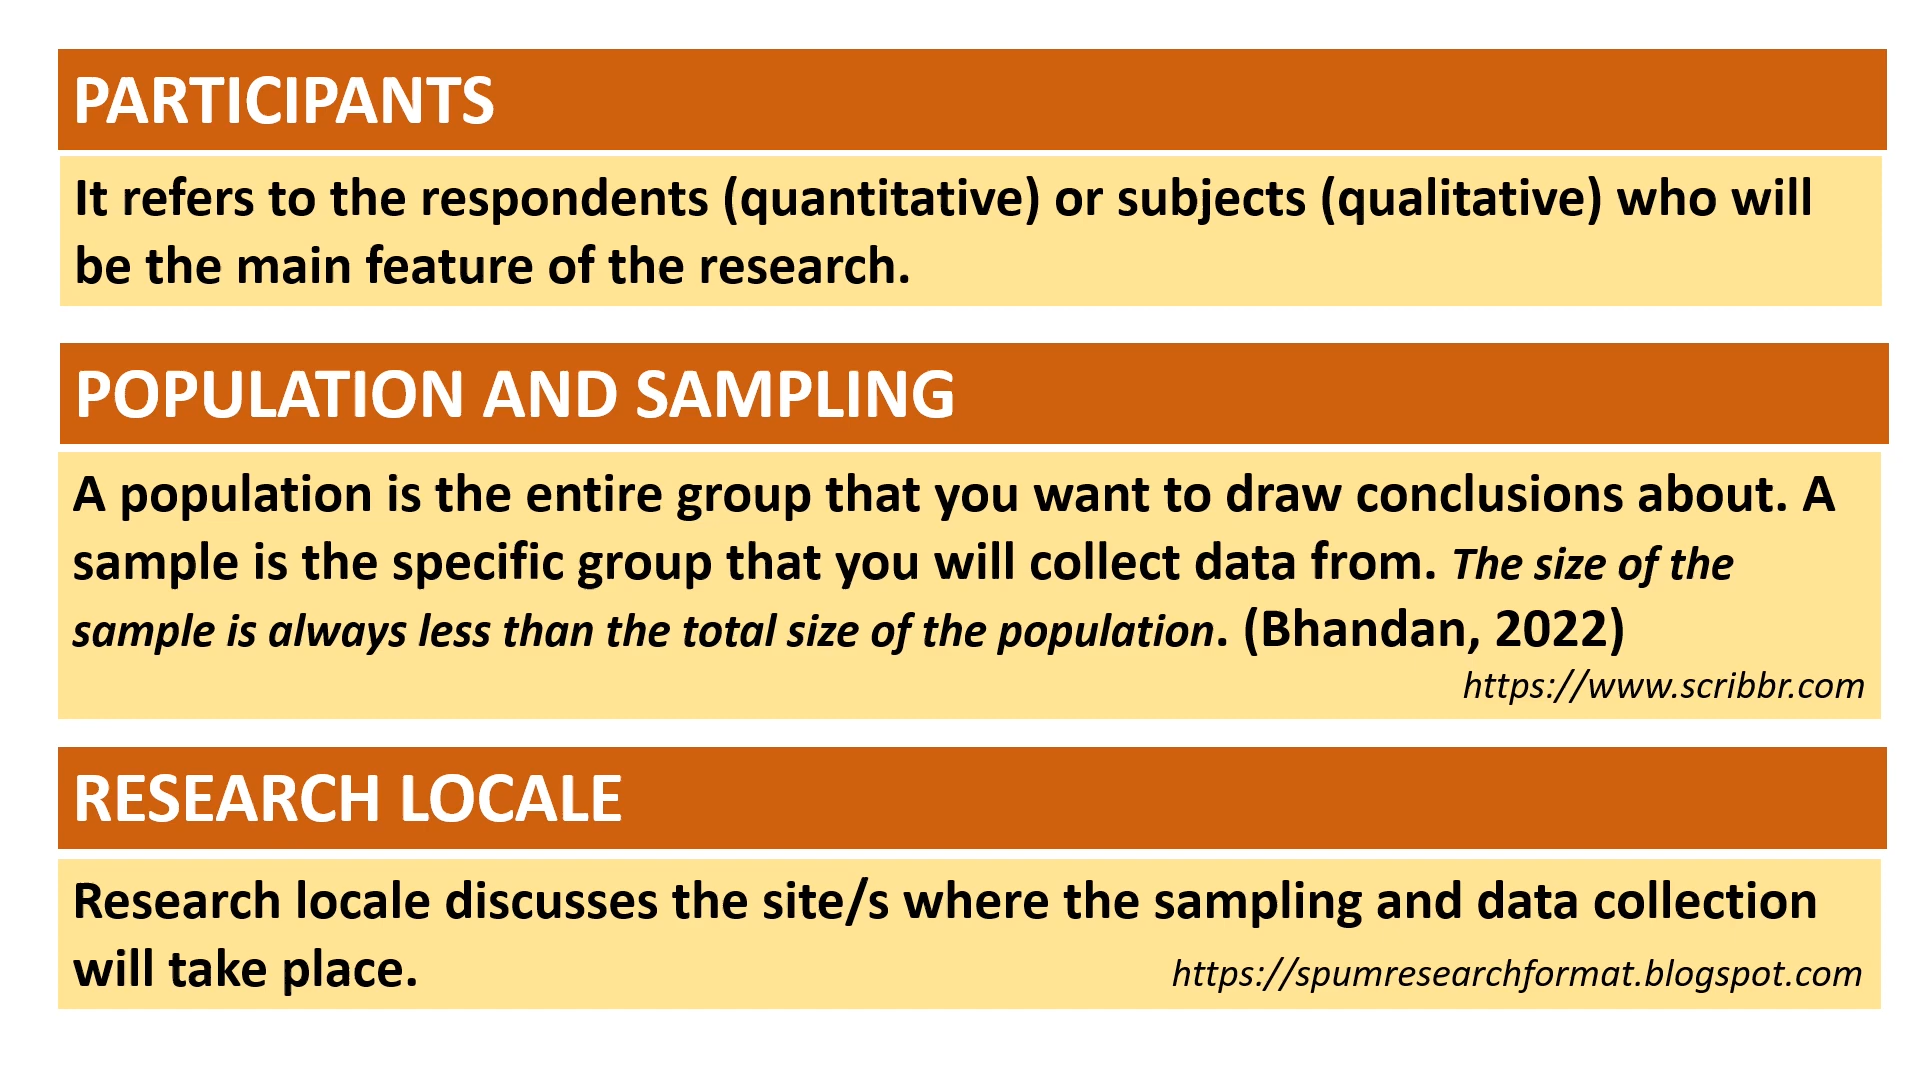 PARTICIPANTS
It refers to the respondents (quantitative) or subjects (qualitative) who will
be the main feature of the research.
POPULATION AND SAMPLING
A population is the entire group that you want to draw conclusions about. A
sample is the specific group that you will collect data from. The size of the
sample is always less than the total size of the population. (Bhandan, 2022)
https://www.scribbr.com
RESEARCH LOCALE
Research locale discusses the site/s where the sampling and data collection
will take place. https://spumresearchformat.blogspot.com